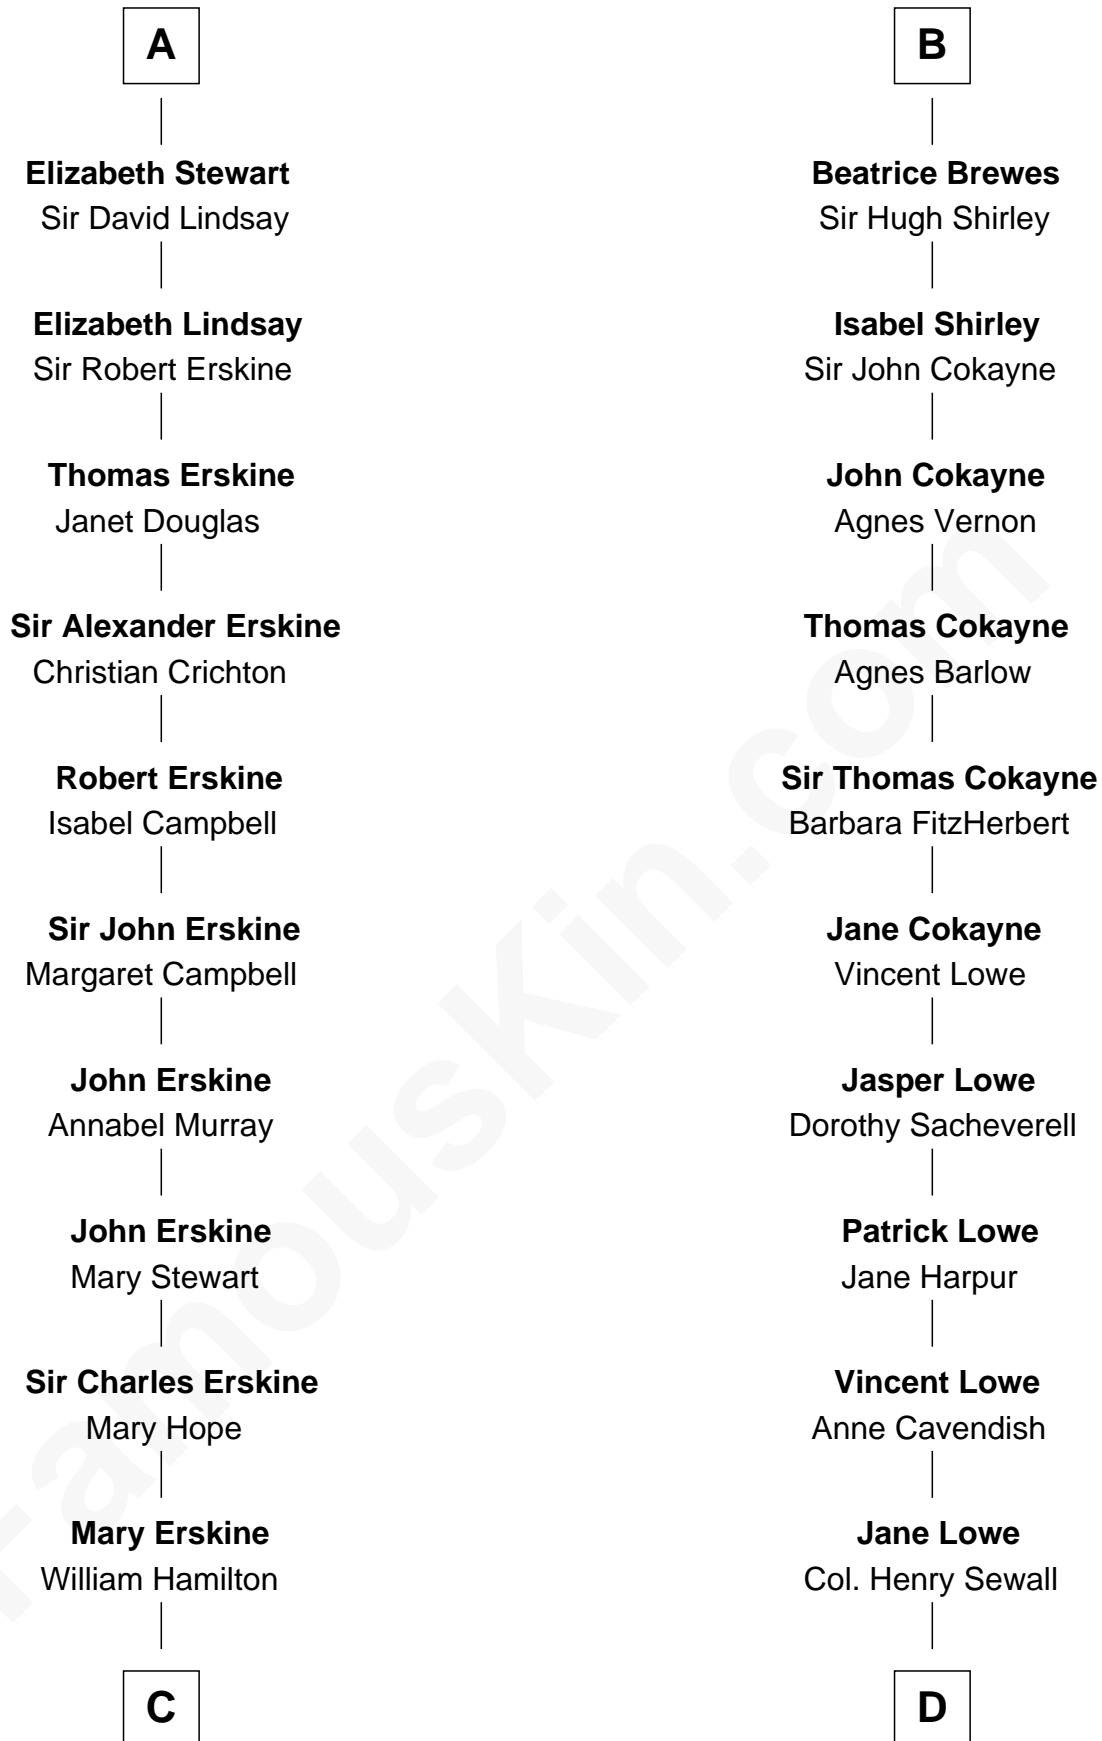 A
Elizabeth Stewart
Sir David Lindsay
Elizabeth Lindsay
Sir Robert Erskine
Thomas Erskine
Janet Douglas
Sir Alexander Erskine
Christian Crichton
Robert Erskine
Isabel Campbell
Sir John Erskine
Margaret Campbell
John Erskine
Annabel Murray
John Erskine
Mary Stewart
Sir Charles Erskine
Mary Hope
Mary Erskine
William Hamilton
C
B
Beatrice Brewes
Sir Hugh Shirley
Isabel Shirley
Sir John Cokayne
John Cokayne
Agnes Vernon
Thomas Cokayne
Agnes Barlow
Sir Thomas Cokayne
Barbara FitzHerbert
Jane Cokayne
Vincent Lowe
Jasper Lowe
Dorothy Sacheverell
Patrick Lowe
Jane Harpur
Vincent Lowe
Anne Cavendish
Jane Lowe
Col. Henry Sewall
D
FamousKin.com